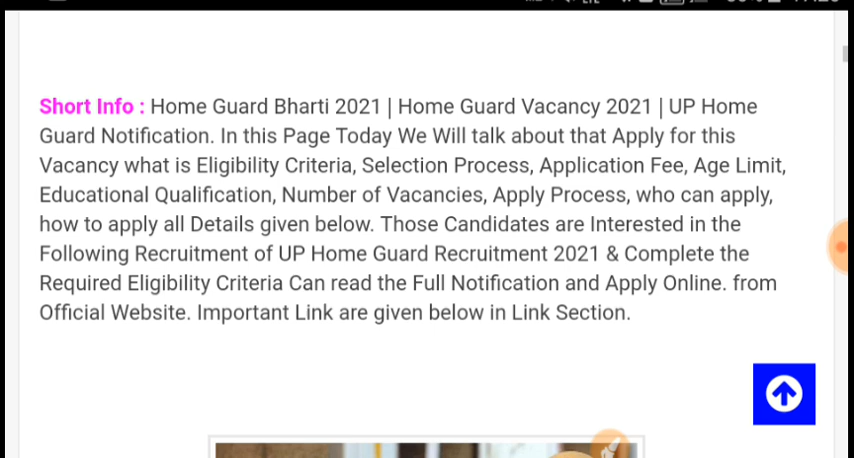 Short Info : Home Guard Bharti 2021 | Home Guard Vacancy 2021 | UP Home
Guard Notification. In this Page Today We Will talk about that Apply for this
Vacancy what is Eligibility Criteria, Selection Process, Application Fee, Age Limit,
Educational Qualification, Number of Vacancies, Apply Process, who can apply,
how to apply all Details given below. Those Candidates are Interested in the
Following Recruitment of UP Home Guard Recruitment 2021 & Complete the
Required Eligibility Criteria Can read the Full Notification and Apply Online. from
Official Website. Important Link are given below in Link Section.